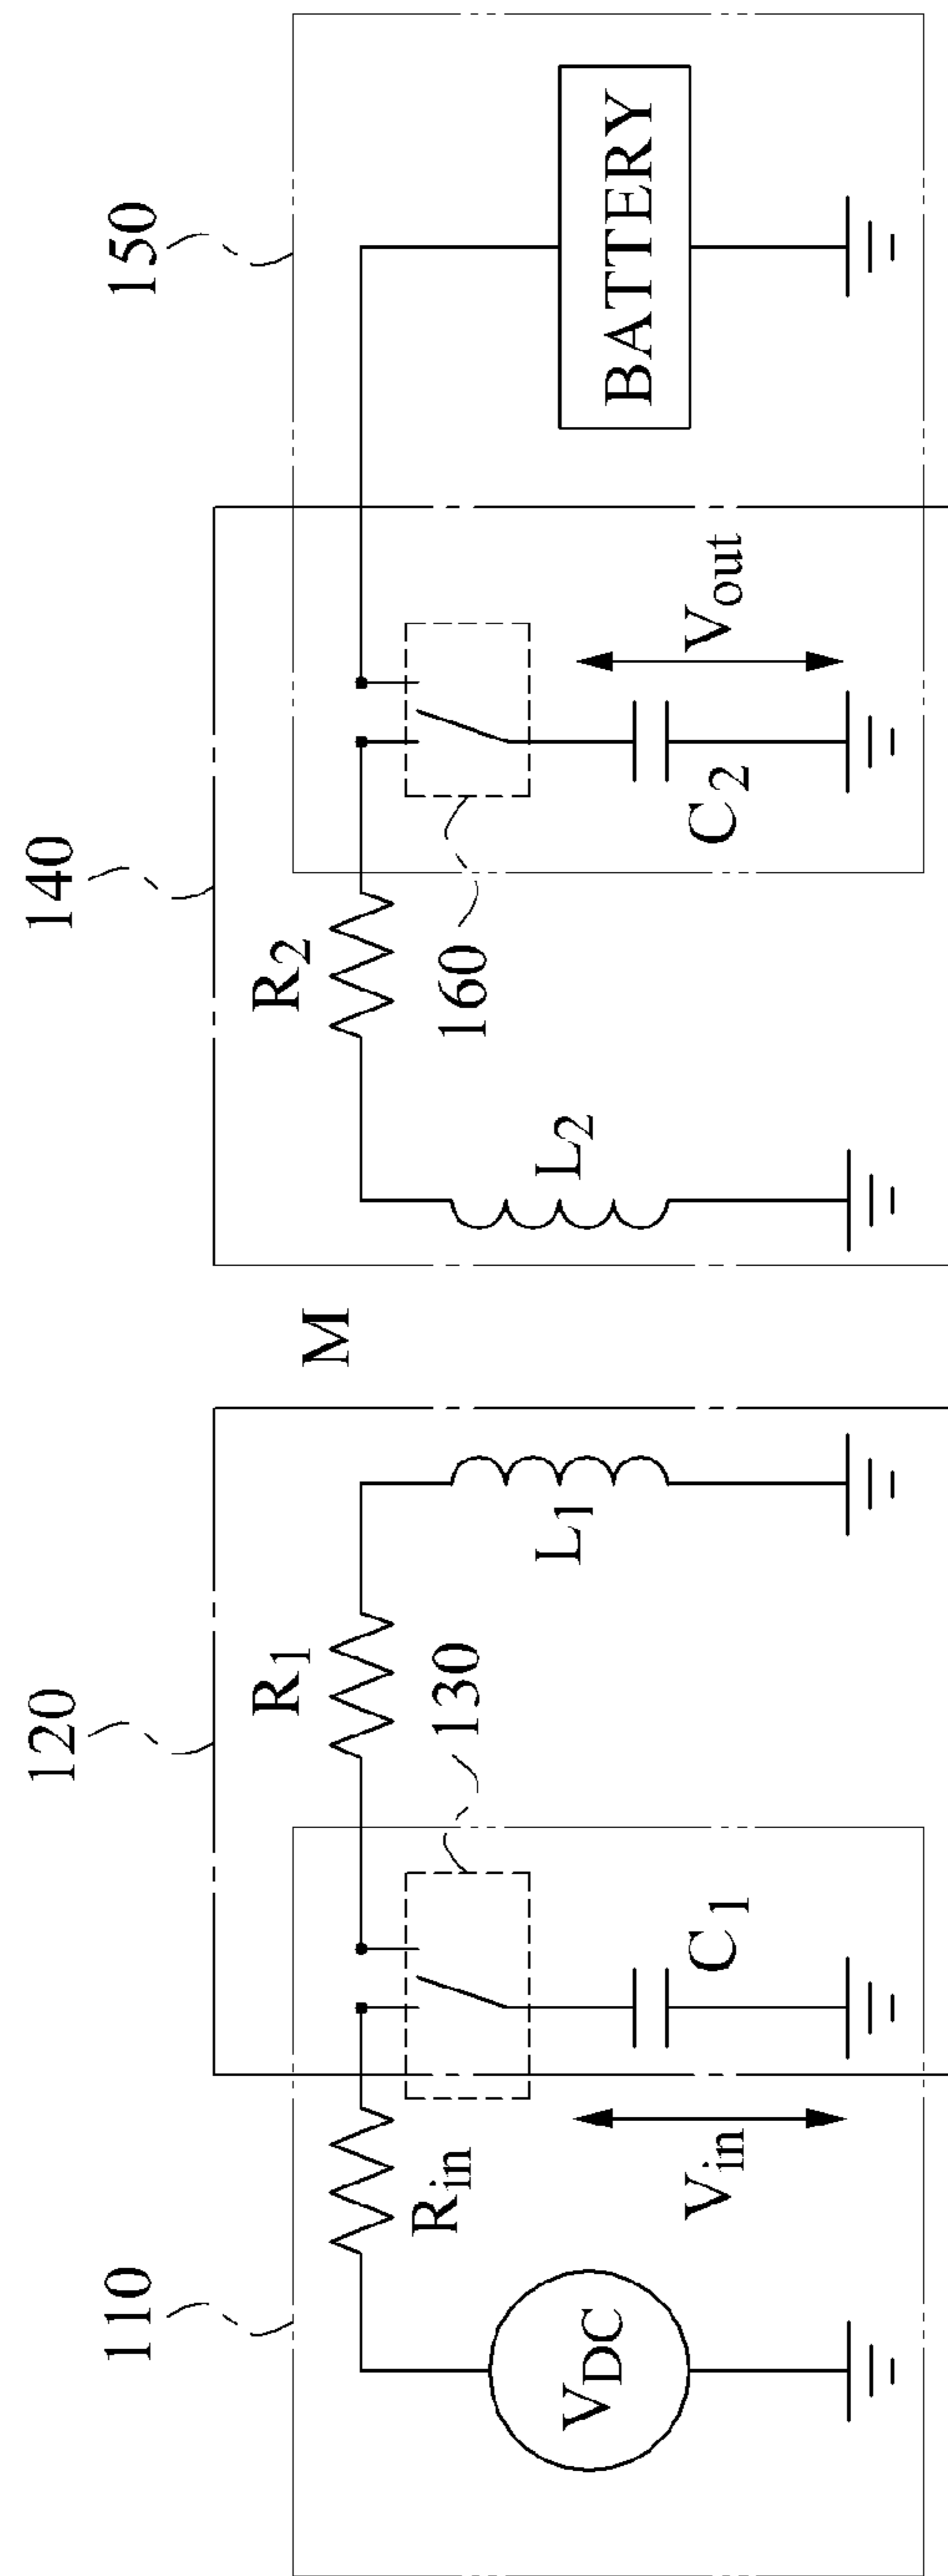 110
120
140
150
R₁
R₂
M
Rin
130
160
VDC
Vin
C₁
L₁
L₂
C₂
Vout
BATTERY